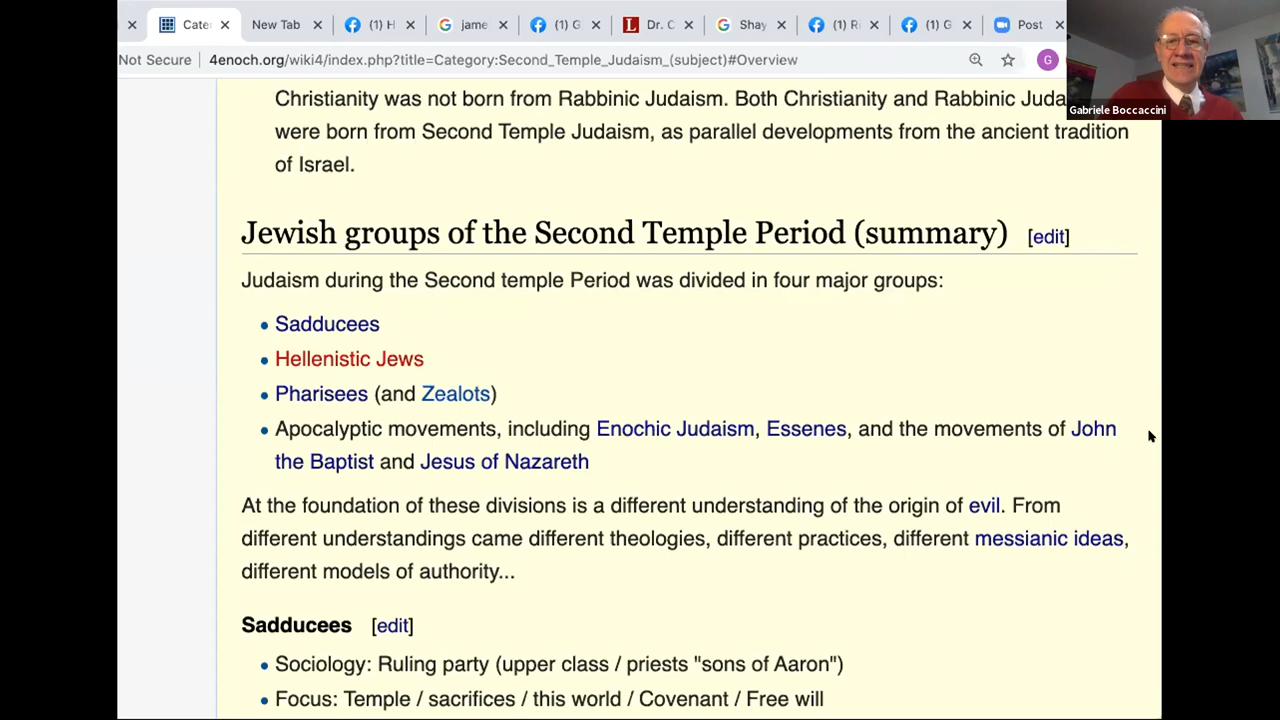 Cate
New Tab
(1) H
jame
(1) G
Dr. C
Shay
(1) Ri
(1) G
Post
Not Secure
4enoch.org/wiki4/index.php?title=Category:Second_Temple_Judaism_(subject)#Overview
G
Gabriele Boccaccini
Christianity was not born from Rabbinic Judaism. Both Christianity and Rabbinic Juda
were born from Second Temple Judaism, as parallel developments from the ancient tradition
of Israel.
Jewish groups of the Second Temple Period (summary) [edit]
Judaism during the Second temple Period was divided in four major groups:
Sadducees
Hellenistic Jews
Pharisees (and Zealots)
Apocalyptic movements, including Enochic Judaism, Essenes, and the movements of John
the Baptist and Jesus of Nazareth
At the foundation of these divisions is a different understanding of the origin of evil. From
different understandings came different theologies, different practices, different messianic ideas,
different models of authority...
Sadducees [edit]
Sociology: Ruling party (upper class / priests "sons of Aaron")
Focus: Temple / sacrifices / this world / Covenant / Free will